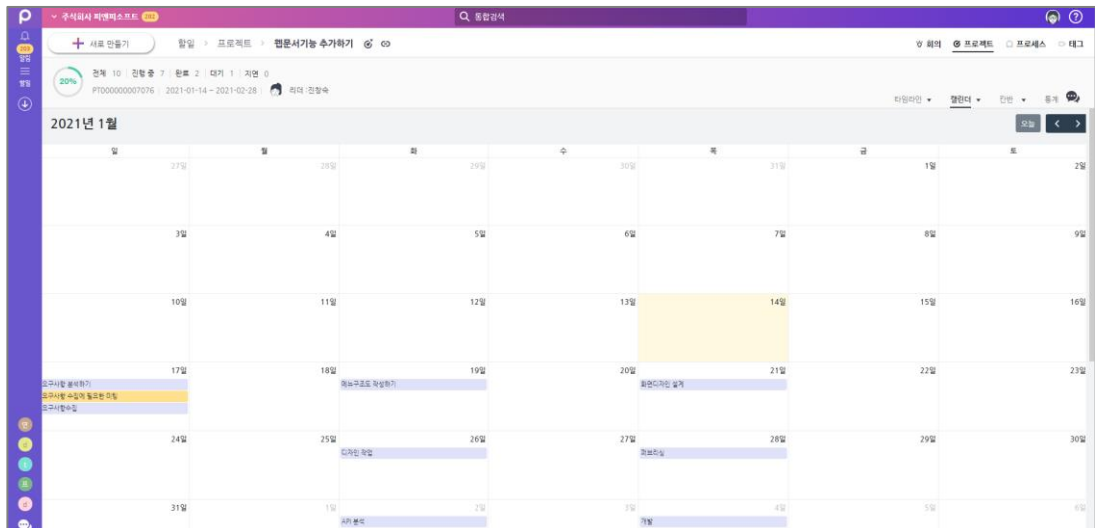 주식회사 피앤피소프트 282
통합검색
알림
새로 만들기
할일 > 프로젝트 > 웹문서기능 추가하기
회의 프로젝트 프로세스 태그
20%
전체 10 | 진행 중 7 | 완료 2 | 대기 1 | 지연 0
PT000000007076 | 2021-01-14 ~ 2021-02-28 | 리더 :진창숙
타임라인 캘린더 칸반 통계
2021년 1월
오늘
일 월 화 수 목 금 토
27일 28일 29일 30일 31일 1일 2일
3일 4일 5일 6일 7일 8일 9일
10일 11일 12일 13일 14일 15일 16일
17일 18일 19일 20일 21일 22일 23일
요구사항 분석하기 메뉴구조도 작성하기 화면디자인 설계
요구사항 수집에 필요한 미팅
요구사항수집
24일 25일 26일 27일 28일 29일 30일
디자인 작업 퍼브리싱
31일 1일 2일 3일 4일 5일 6일
API 분석 개발